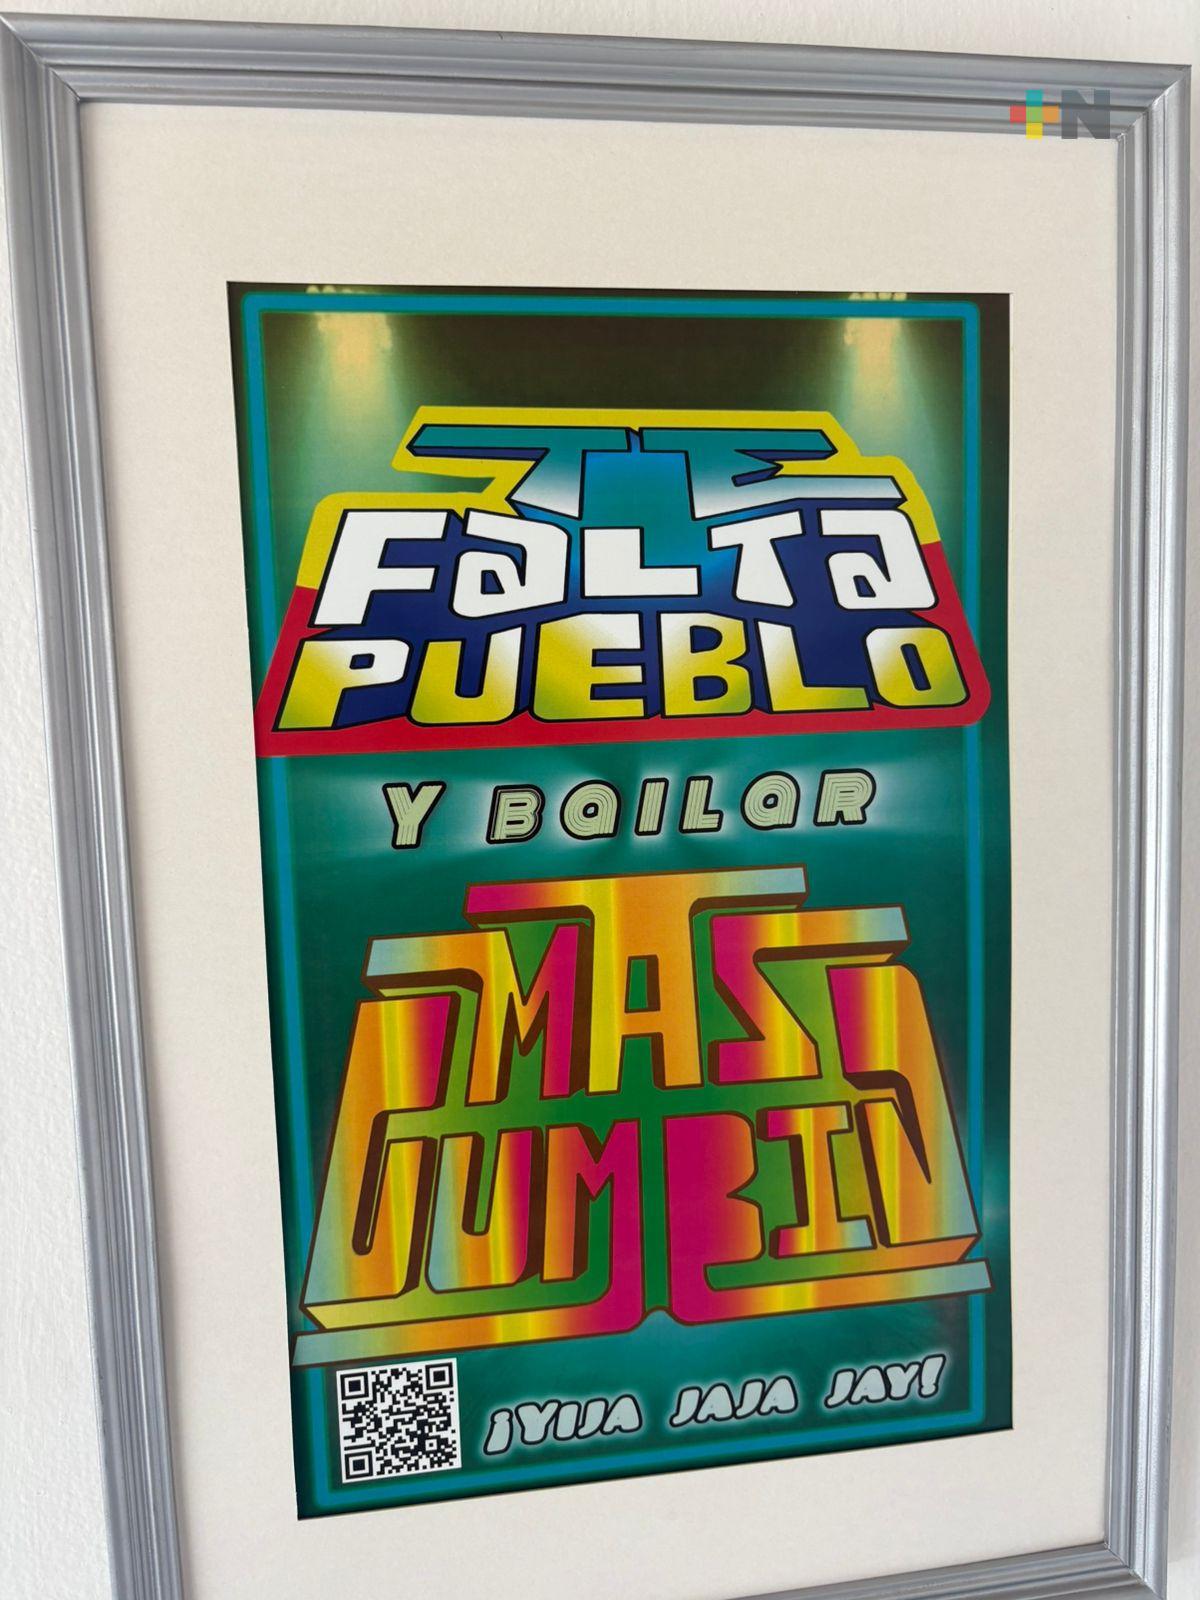 +N
TE
FaLTa
PUEBLO
Y BaILaR
MAS
CUMBIA
¡YIJA JAJA JAY!